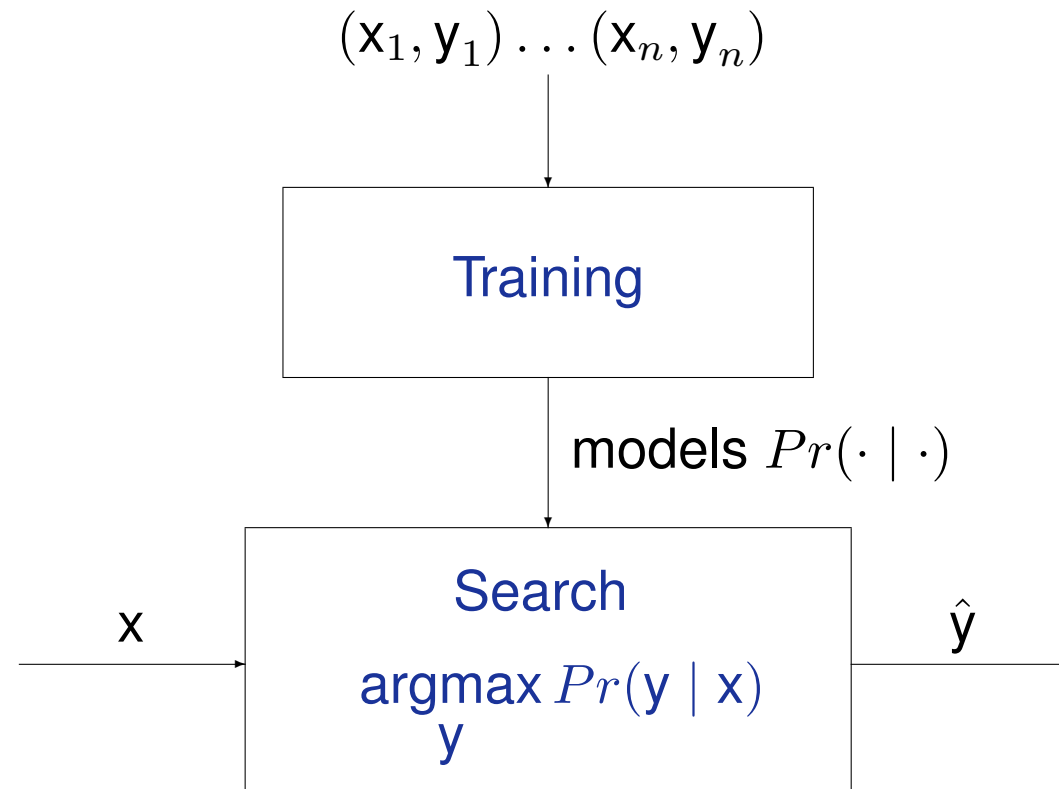 (x₁, y₁) … (xₙ, yₙ)
Training
models Pr(· | ·)
Search
x
ŷ
argmax Pr(y | x)
y